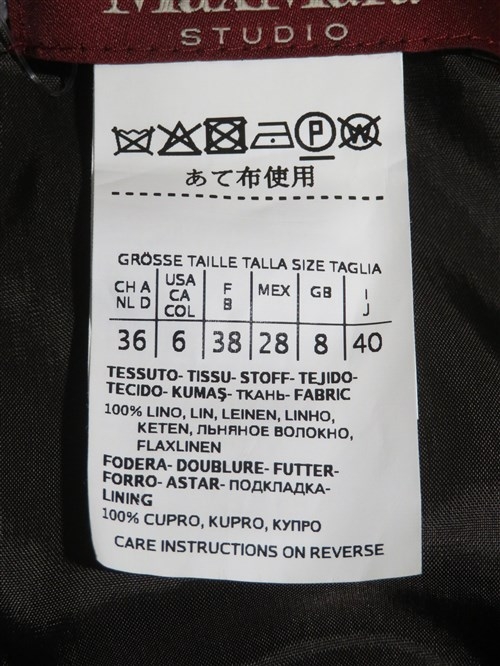 MaxMara
STUDIO
P W
あて布使用
GRÖSSE TAILLE TALLA SIZE TAGLIA
CH A NL D USA CA COL F B MEX GB I J
36 6 38 28 8 40
TESSUTO- TISSU- STOFF- TEJIDO-
TECIDO- KUMAŞ- ТКАНЬ- FABRIC
100% LINO, LIN, LEINEN, LINHO,
KETEN, ЛЬНЯНОЕ ВОЛОКНО,
FLAXLINEN
FODERA- DOUBLURE- FUTTER-
FORRO- ASTAR- ПОДКЛАДКА-
LINING
100% CUPRO, KUPRO, КУПРО
CARE INSTRUCTIONS ON REVERSE